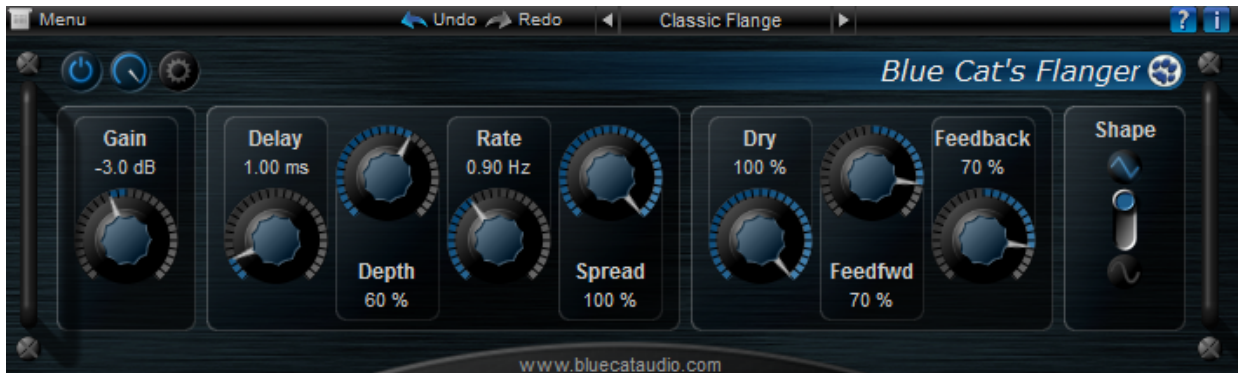 Menu Undo Redo Classic Flange ? i
Blue Cat's Flanger
Gain
-3.0 dB
Delay
1.00 ms
Depth
60 %
Rate
0.90 Hz
Spread
100 %
Dry
100 %
Feedfwd
70 %
Feedback
70 %
Shape
www.bluecataudio.com